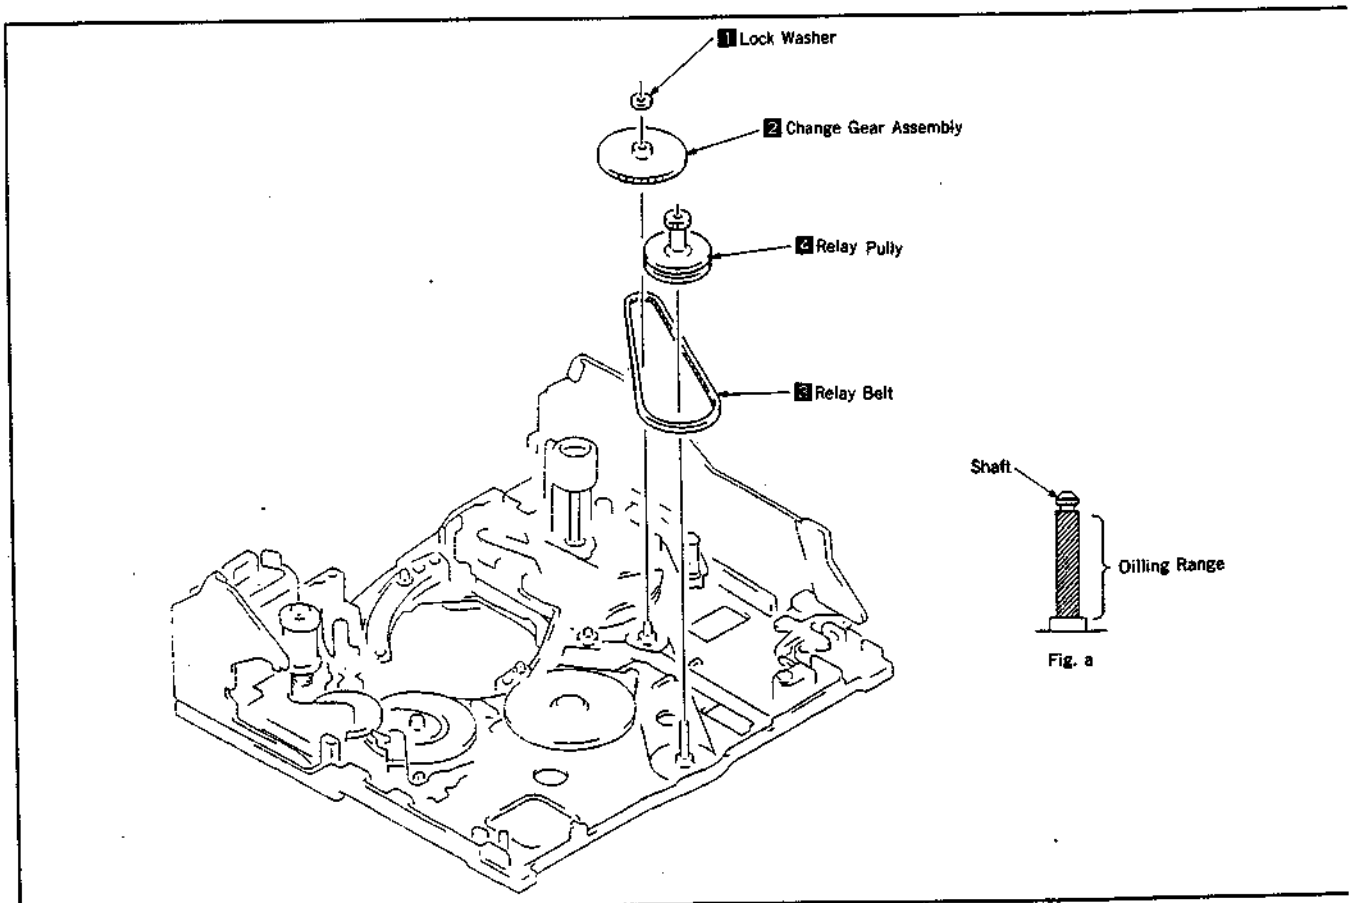 1 Lock Washer
2 Change Gear Assembly
4 Relay Pully
3 Relay Belt
Shaft
Oilling Range
Fig. a